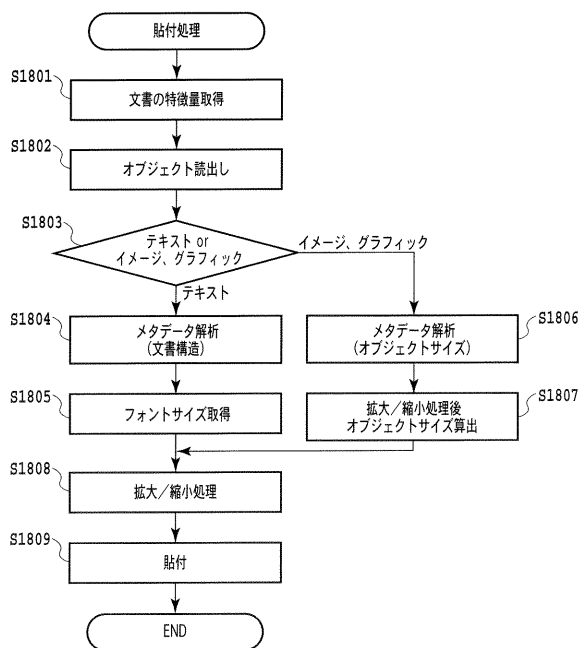 貼付処理
S1801
文書の特徴量取得
S1802
オブジェクト読出し
S1803
テキスト or
イメージ、グラフィック
イメージ、グラフィック
テキスト
S1804
メタデータ解析
(文書構造)
S1806
メタデータ解析
(オブジェクトサイズ)
S1805
フォントサイズ取得
S1807
拡大/縮小処理後
オブジェクトサイズ算出
S1808
拡大/縮小処理
S1809
貼付
END